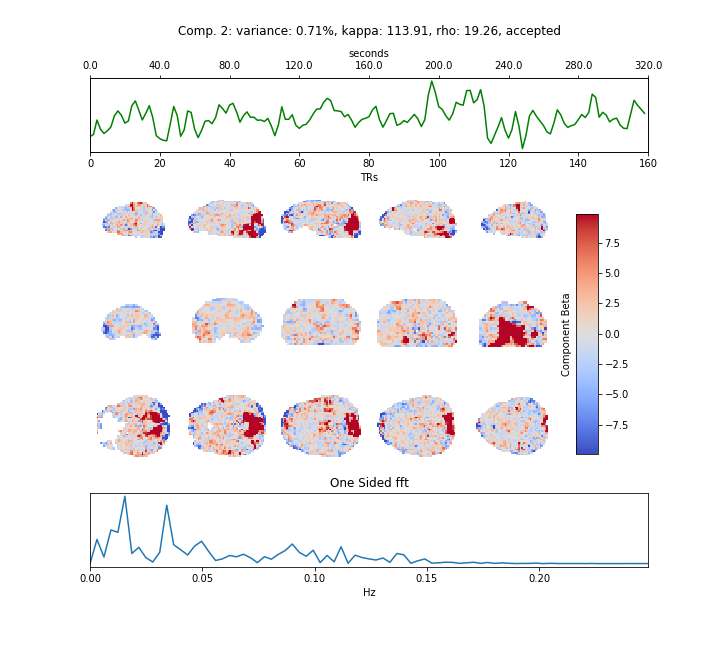 Comp. 2: variance: 0.71%, kappa: 113.91, rho: 19.26, accepted
seconds
0.0 40.0 80.0 120.0 160.0 200.0 240.0 280.0 320.0
0 20 40 60 80 100 120 140 160
TRs
7.5
5.0
2.5
0.0
−2.5
−5.0
−7.5
Component Beta
One Sided fft
0.00 0.05 0.10 0.15 0.20
Hz